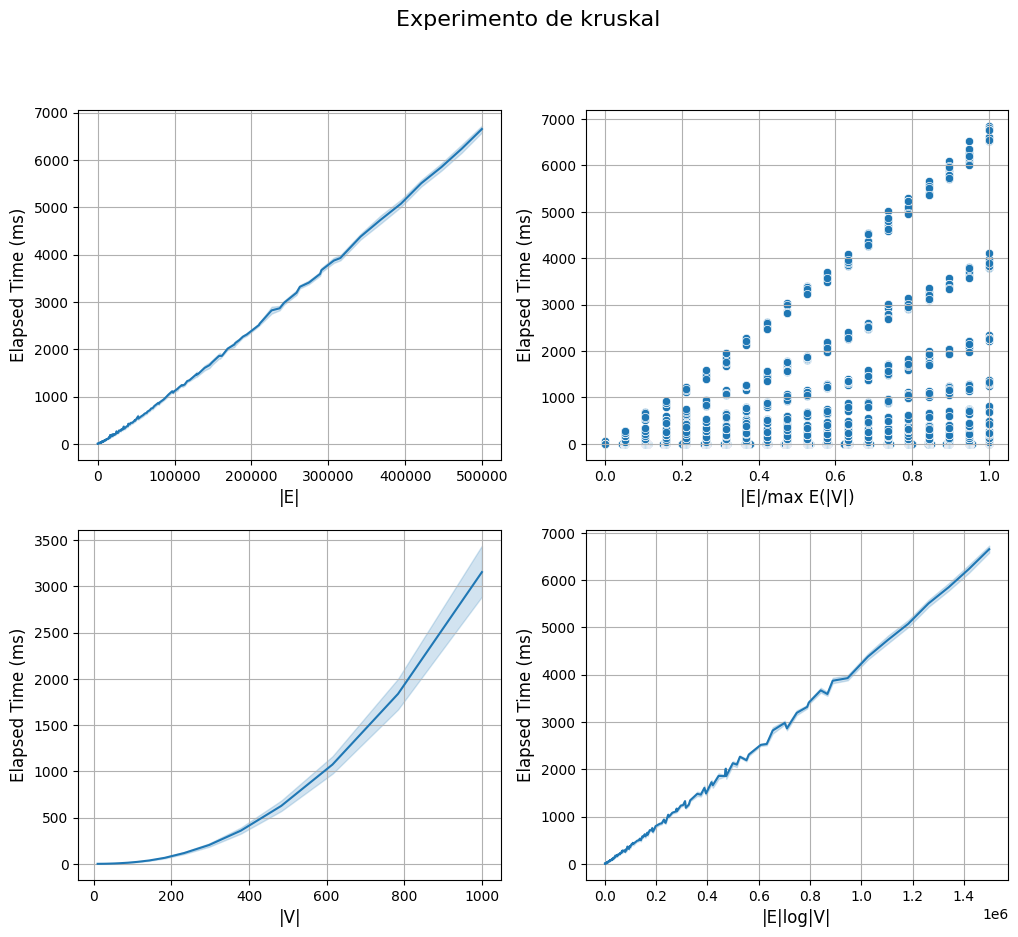 Experimento de kruskal
7000
6000
5000
4000
3000
2000
1000
0
Elapsed Time (ms)
0 100000 200000 300000 400000 500000
|E|
7000
6000
5000
4000
3000
2000
1000
0
Elapsed Time (ms)
0.0 0.2 0.4 0.6 0.8 1.0
|E|/max E(|V|)
3500
3000
2500
2000
1500
1000
500
0
Elapsed Time (ms)
0 200 400 600 800 1000
|V|
7000
6000
5000
4000
3000
2000
1000
0
Elapsed Time (ms)
0.0 0.2 0.4 0.6 0.8 1.0 1.2 1.4
1e6
|E|log|V|